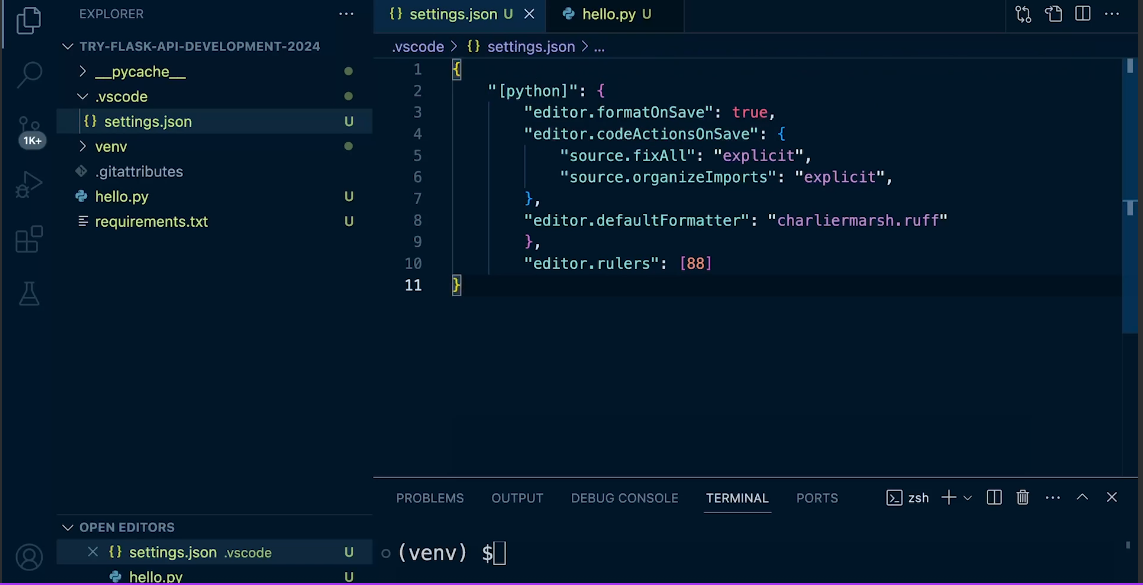 EXPLORER
TRY-FLASK-API-DEVELOPMENT-2024
__pycache__
.vscode
{} settings.json U
venv
.gitattributes
hello.py U
requirements.txt U
1K+
OPEN EDITORS
{} settings.json .vscode U
hello.py U
{} settings.json U
hello.py U
.vscode > {} settings.json > ...
1 {
2 "[python]": {
3 "editor.formatOnSave": true,
4 "editor.codeActionsOnSave": {
5 "source.fixAll": "explicit",
6 "source.organizeImports": "explicit",
7 },
8 "editor.defaultFormatter": "charliermarsh.ruff"
9 },
10 "editor.rulers": [88]
11 }
PROBLEMS OUTPUT DEBUG CONSOLE TERMINAL PORTS zsh
(venv) $